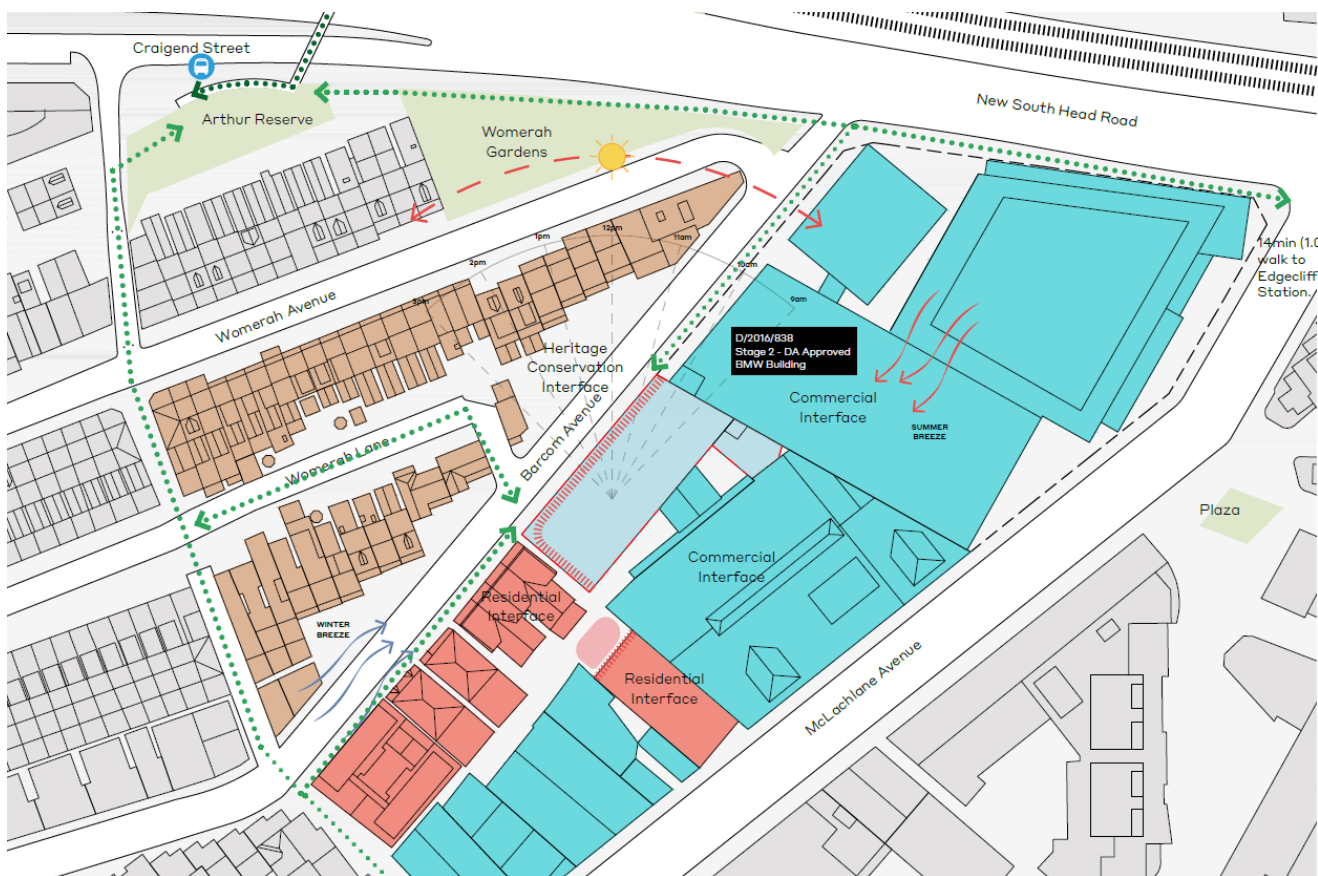 Craigend Street
New South Head Road
Arthur Reserve
Womerah
Gardens
12pm
1pm
11am
2pm
10am
3pm
9am
14min (1.0
walk to
Edgecliff
Station.
Womerah Avenue
D/2016/838
Stage 2 - DA Approved
BMW Building
Heritage
Conservation
Interface
Commercial
Interface
SUMMER
BREEZE
Barcom Avenue
Womerah Lane
Plaza
Commercial
Interface
Residential
Interface
WINTER
BREEZE
Residential
Interface
McLachlane Avenue